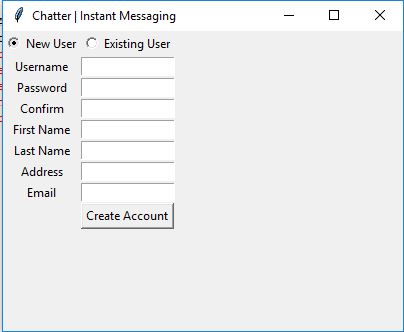 Chatter | Instant Messaging
New User Existing User
Username
Password
Confirm
First Name
Last Name
Address
Email
Create Account